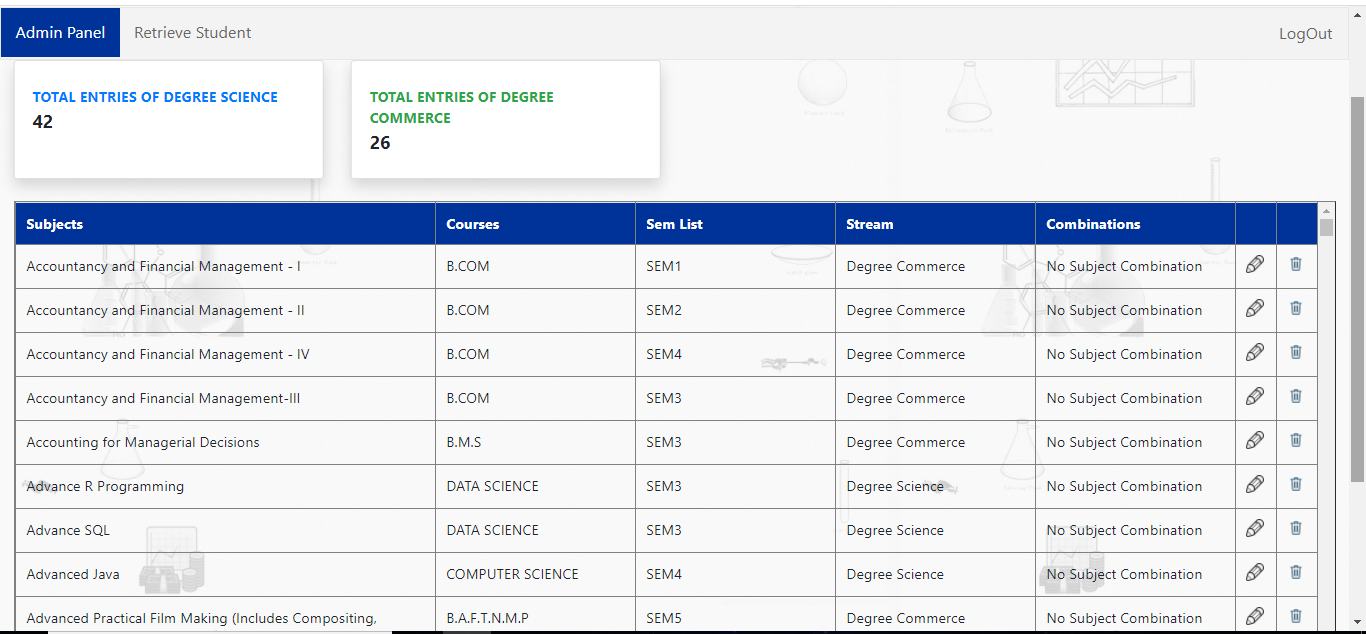 Admin Panel Retrieve Student LogOut
TOTAL ENTRIES OF DEGREE SCIENCE
42
TOTAL ENTRIES OF DEGREE
COMMERCE
26
Subjects Courses Sem List Stream Combinations
Accountancy and Financial Management - I B.COM SEM1 Degree Commerce No Subject Combination
Accountancy and Financial Management - II B.COM SEM2 Degree Commerce No Subject Combination
Accountancy and Financial Management - IV B.COM SEM4 Degree Commerce No Subject Combination
Accountancy and Financial Management-III B.COM SEM3 Degree Commerce No Subject Combination
Accounting for Managerial Decisions B.M.S SEM3 Degree Commerce No Subject Combination
Advance R Programming DATA SCIENCE SEM3 Degree Science No Subject Combination
Advance SQL DATA SCIENCE SEM3 Degree Science No Subject Combination
Advanced Java COMPUTER SCIENCE SEM4 Degree Science No Subject Combination
Advanced Practical Film Making (Includes Compositing, B.A.F.T.N.M.P SEM5 Degree Commerce No Subject Combination